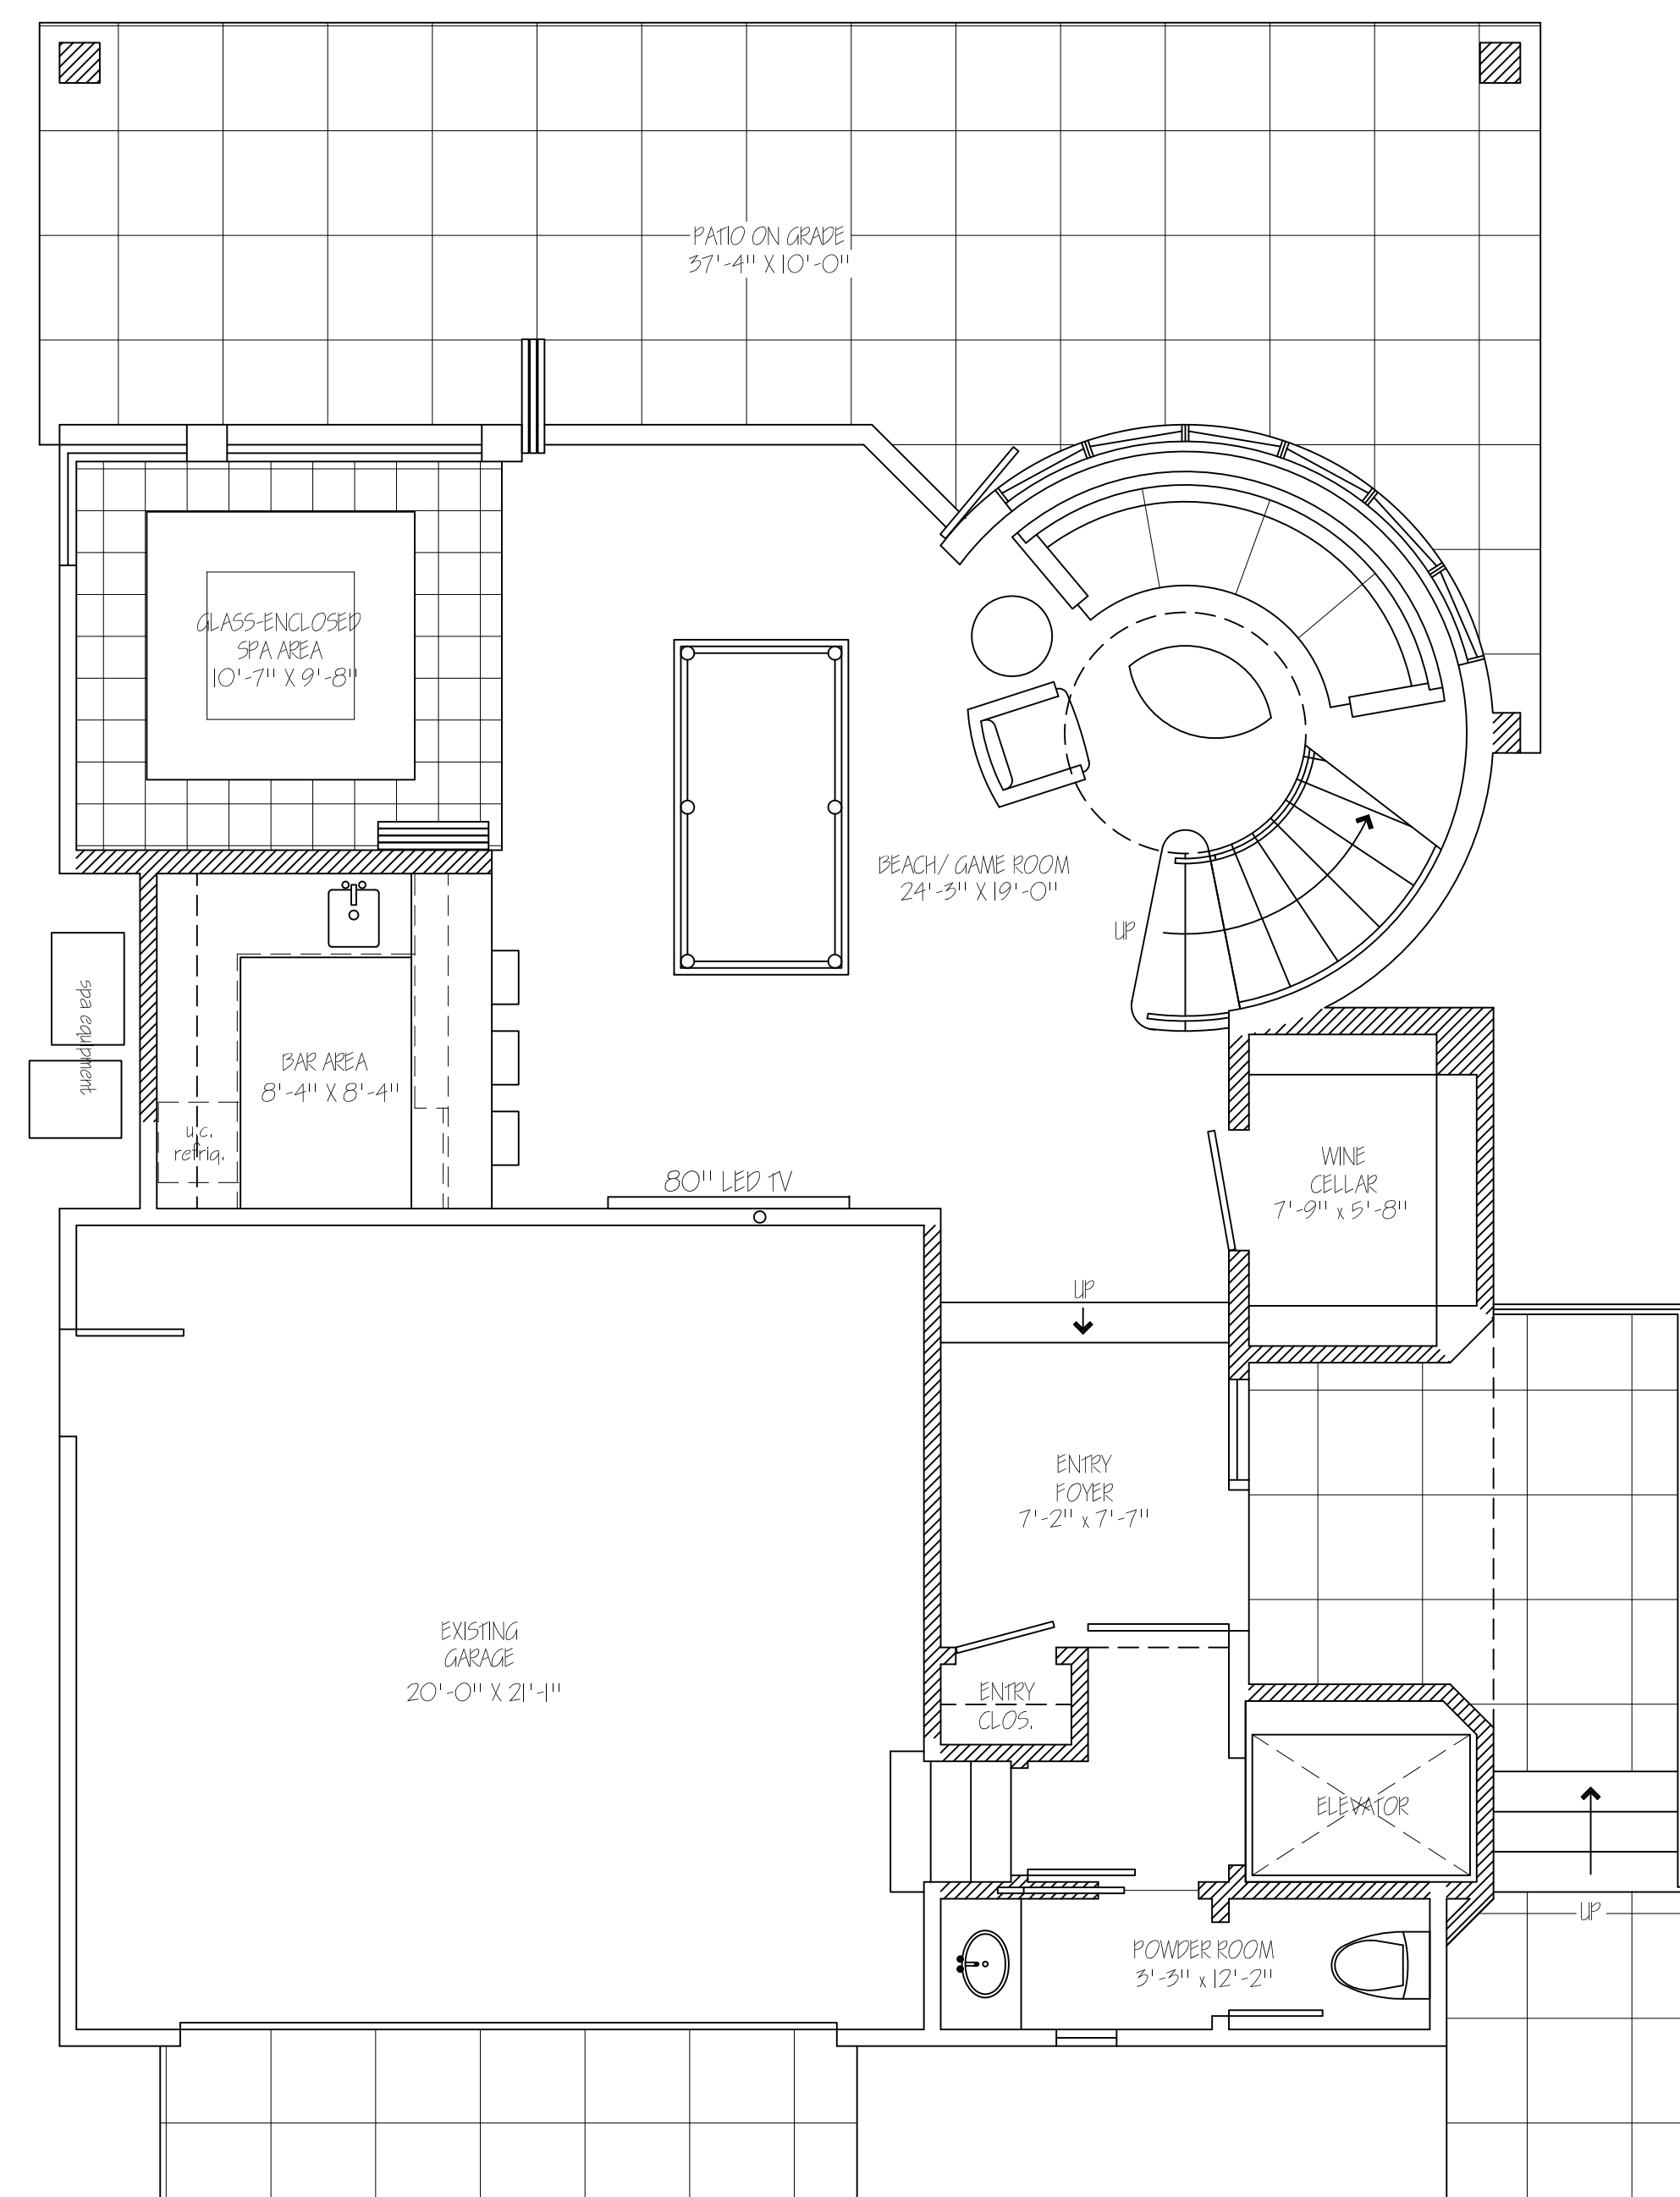 PATIO ON GRADE
37'-4" X 10'-0"
GLASS-ENCLOSED
SPA AREA
10'-7" X 9'-8"
BEACH/ GAME ROOM
24'-3" X 19'-0"
UP
spa equipment
BAR AREA
8'-4" X 8'-4"
u.c.
refrig.
80" LED TV
WINE
CELLAR
7'-9" x 5'-8"
UP
ENTRY
FOYER
7'-2" x 7'-7"
EXISTING
GARAGE
20'-0" X 21'-1"
ENTRY
CLOS.
ELEVATOR
UP
POWDER ROOM
3'-3" x 12'-2"